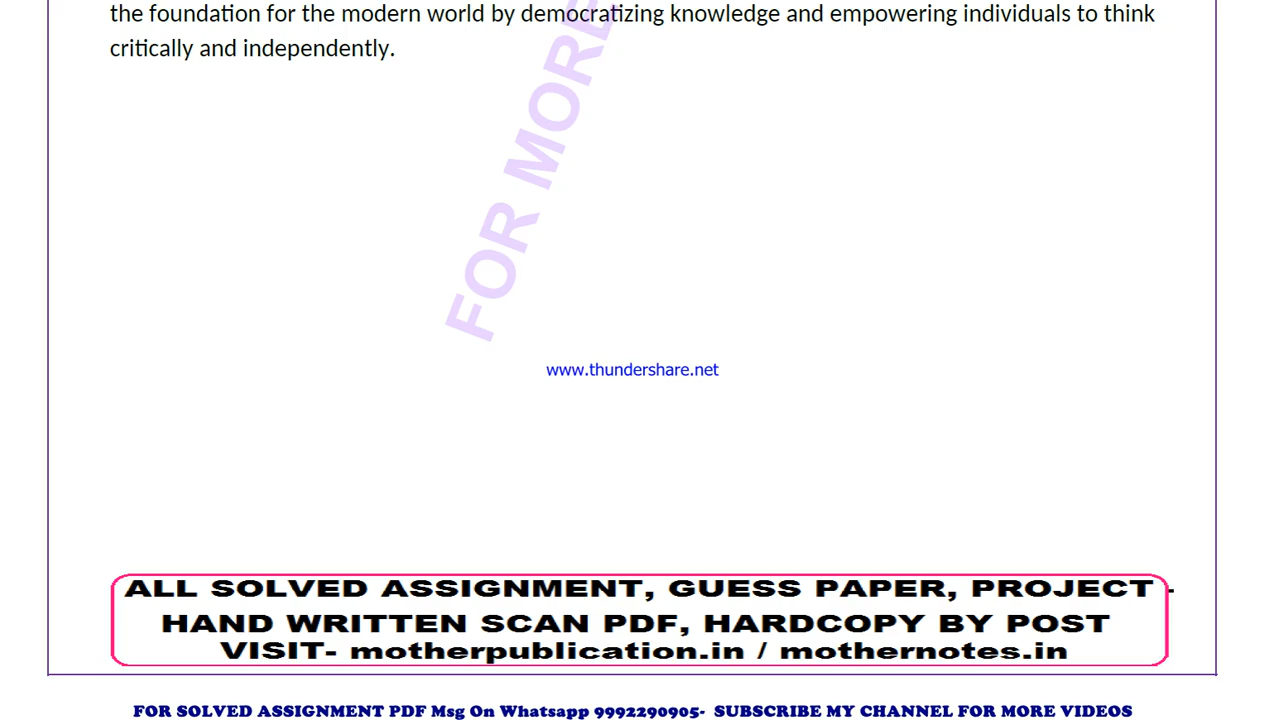 the foundation for the modern world by democratizing knowledge and empowering individuals to think
critically and independently.
FOR MORE
www.thundershare.net
ALL SOLVED ASSIGNMENT, GUESS PAPER, PROJECT -
HAND WRITTEN SCAN PDF, HARDCOPY BY POST
VISIT- motherpublication.in / mothernotes.in
FOR SOLVED ASSIGNMENT PDF Msg On Whatsapp 9992290905- SUBSCRIBE MY CHANNEL FOR MORE VIDEOS